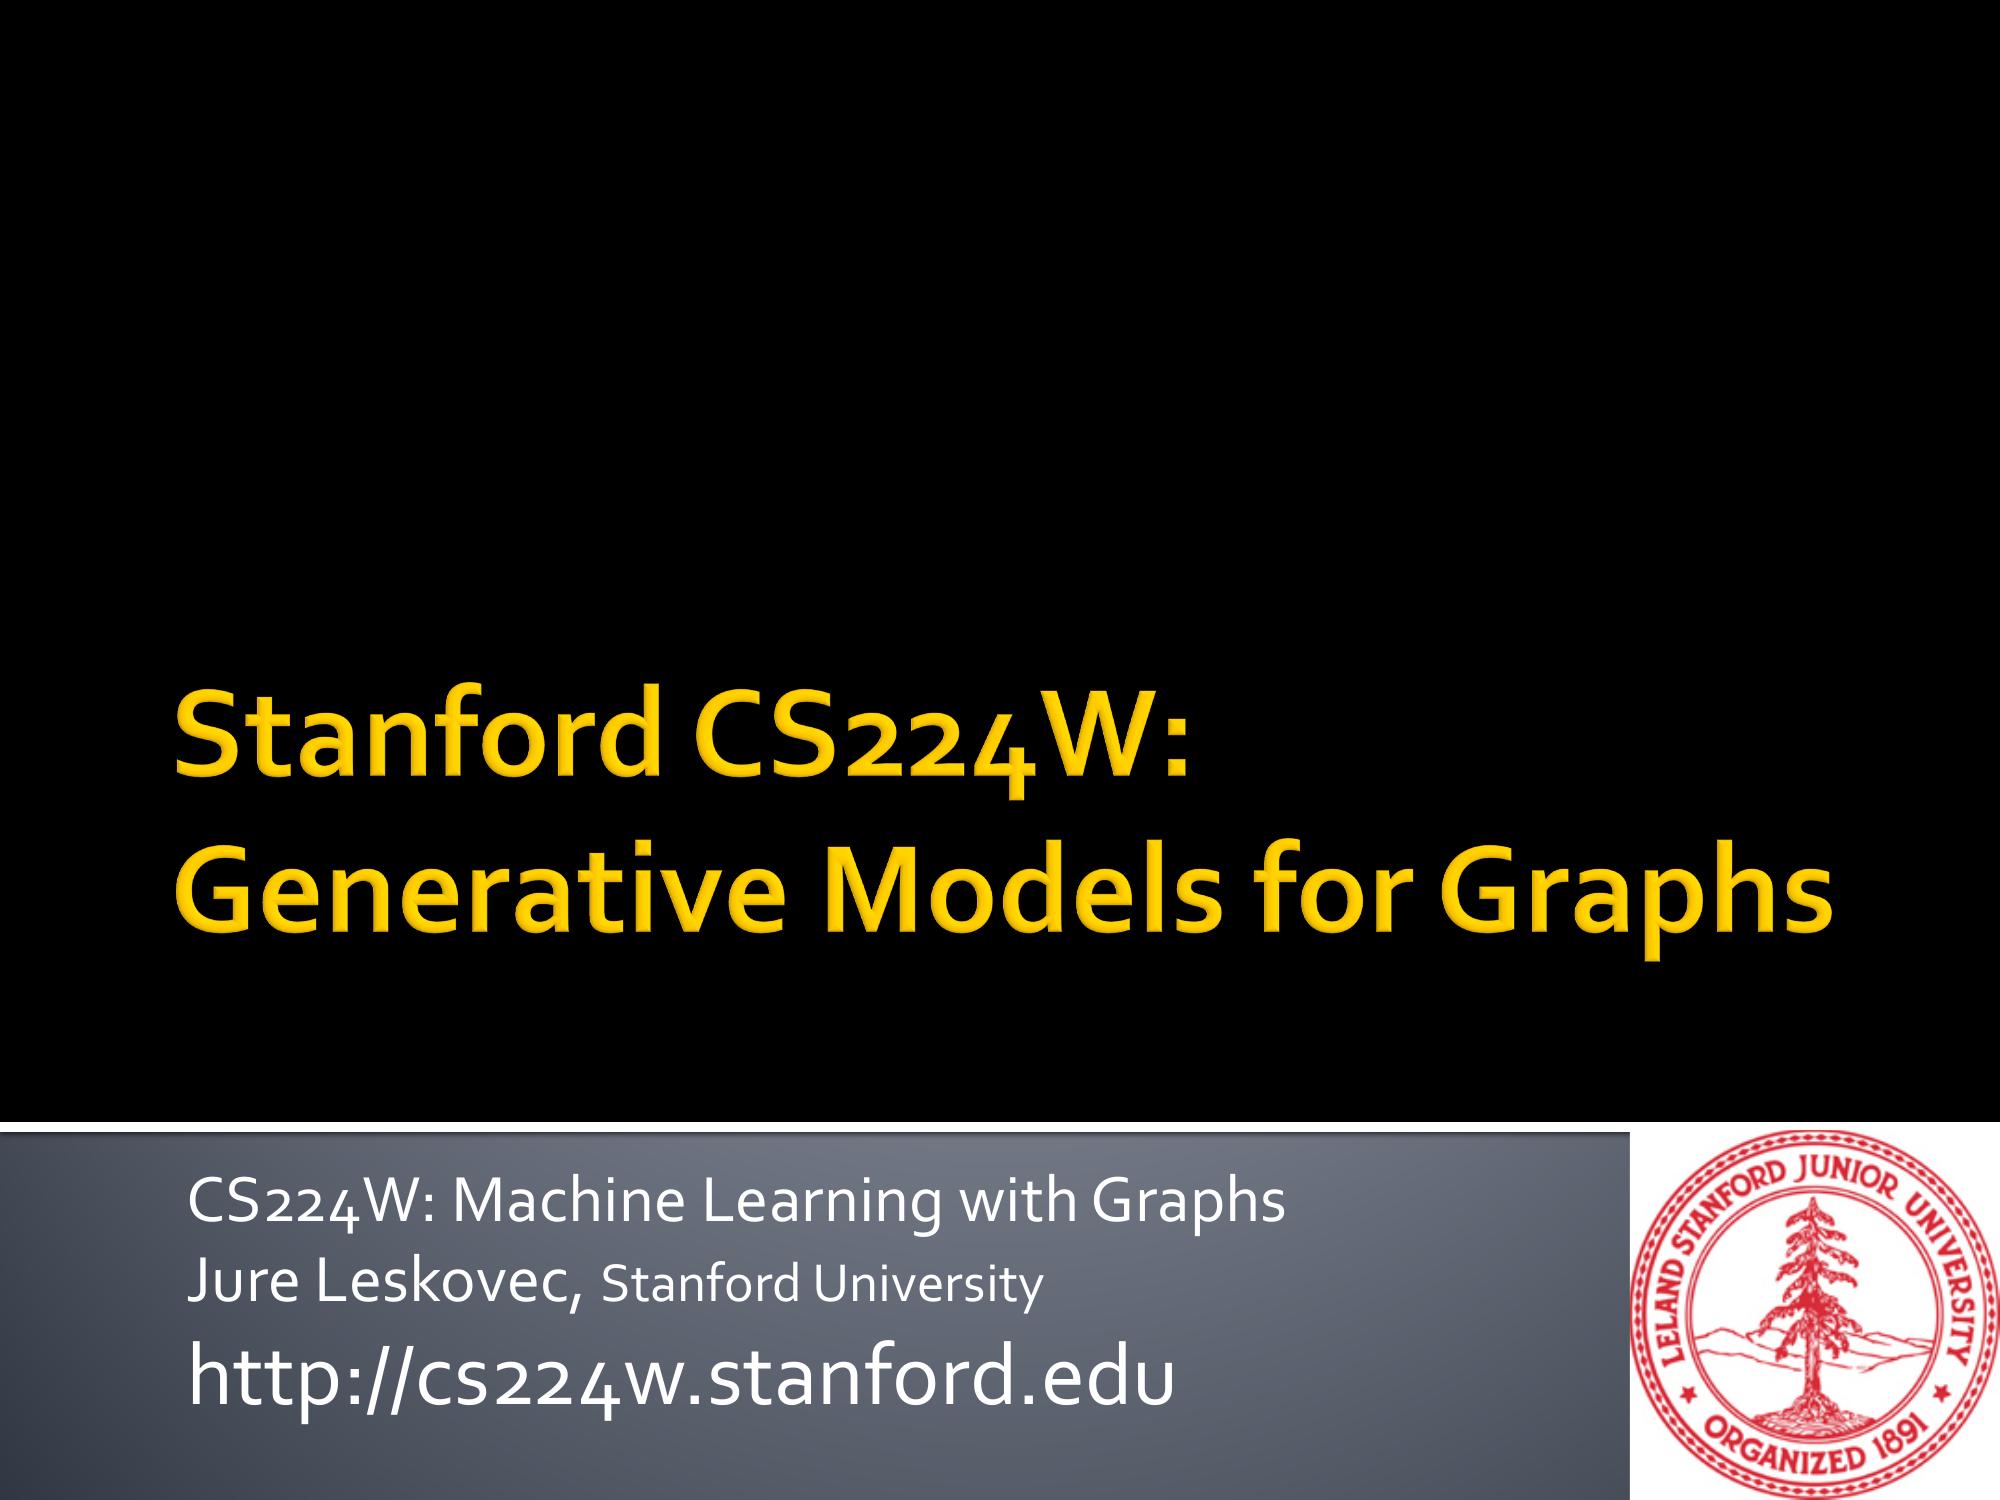 Stanford CS224W:
Generative Models for Graphs
CS224W: Machine Learning with Graphs
Jure Leskovec, Stanford University
http://cs224w.stanford.edu
LELAND STANFORD JUNIOR UNIVERSITY
ORGANIZED 1891